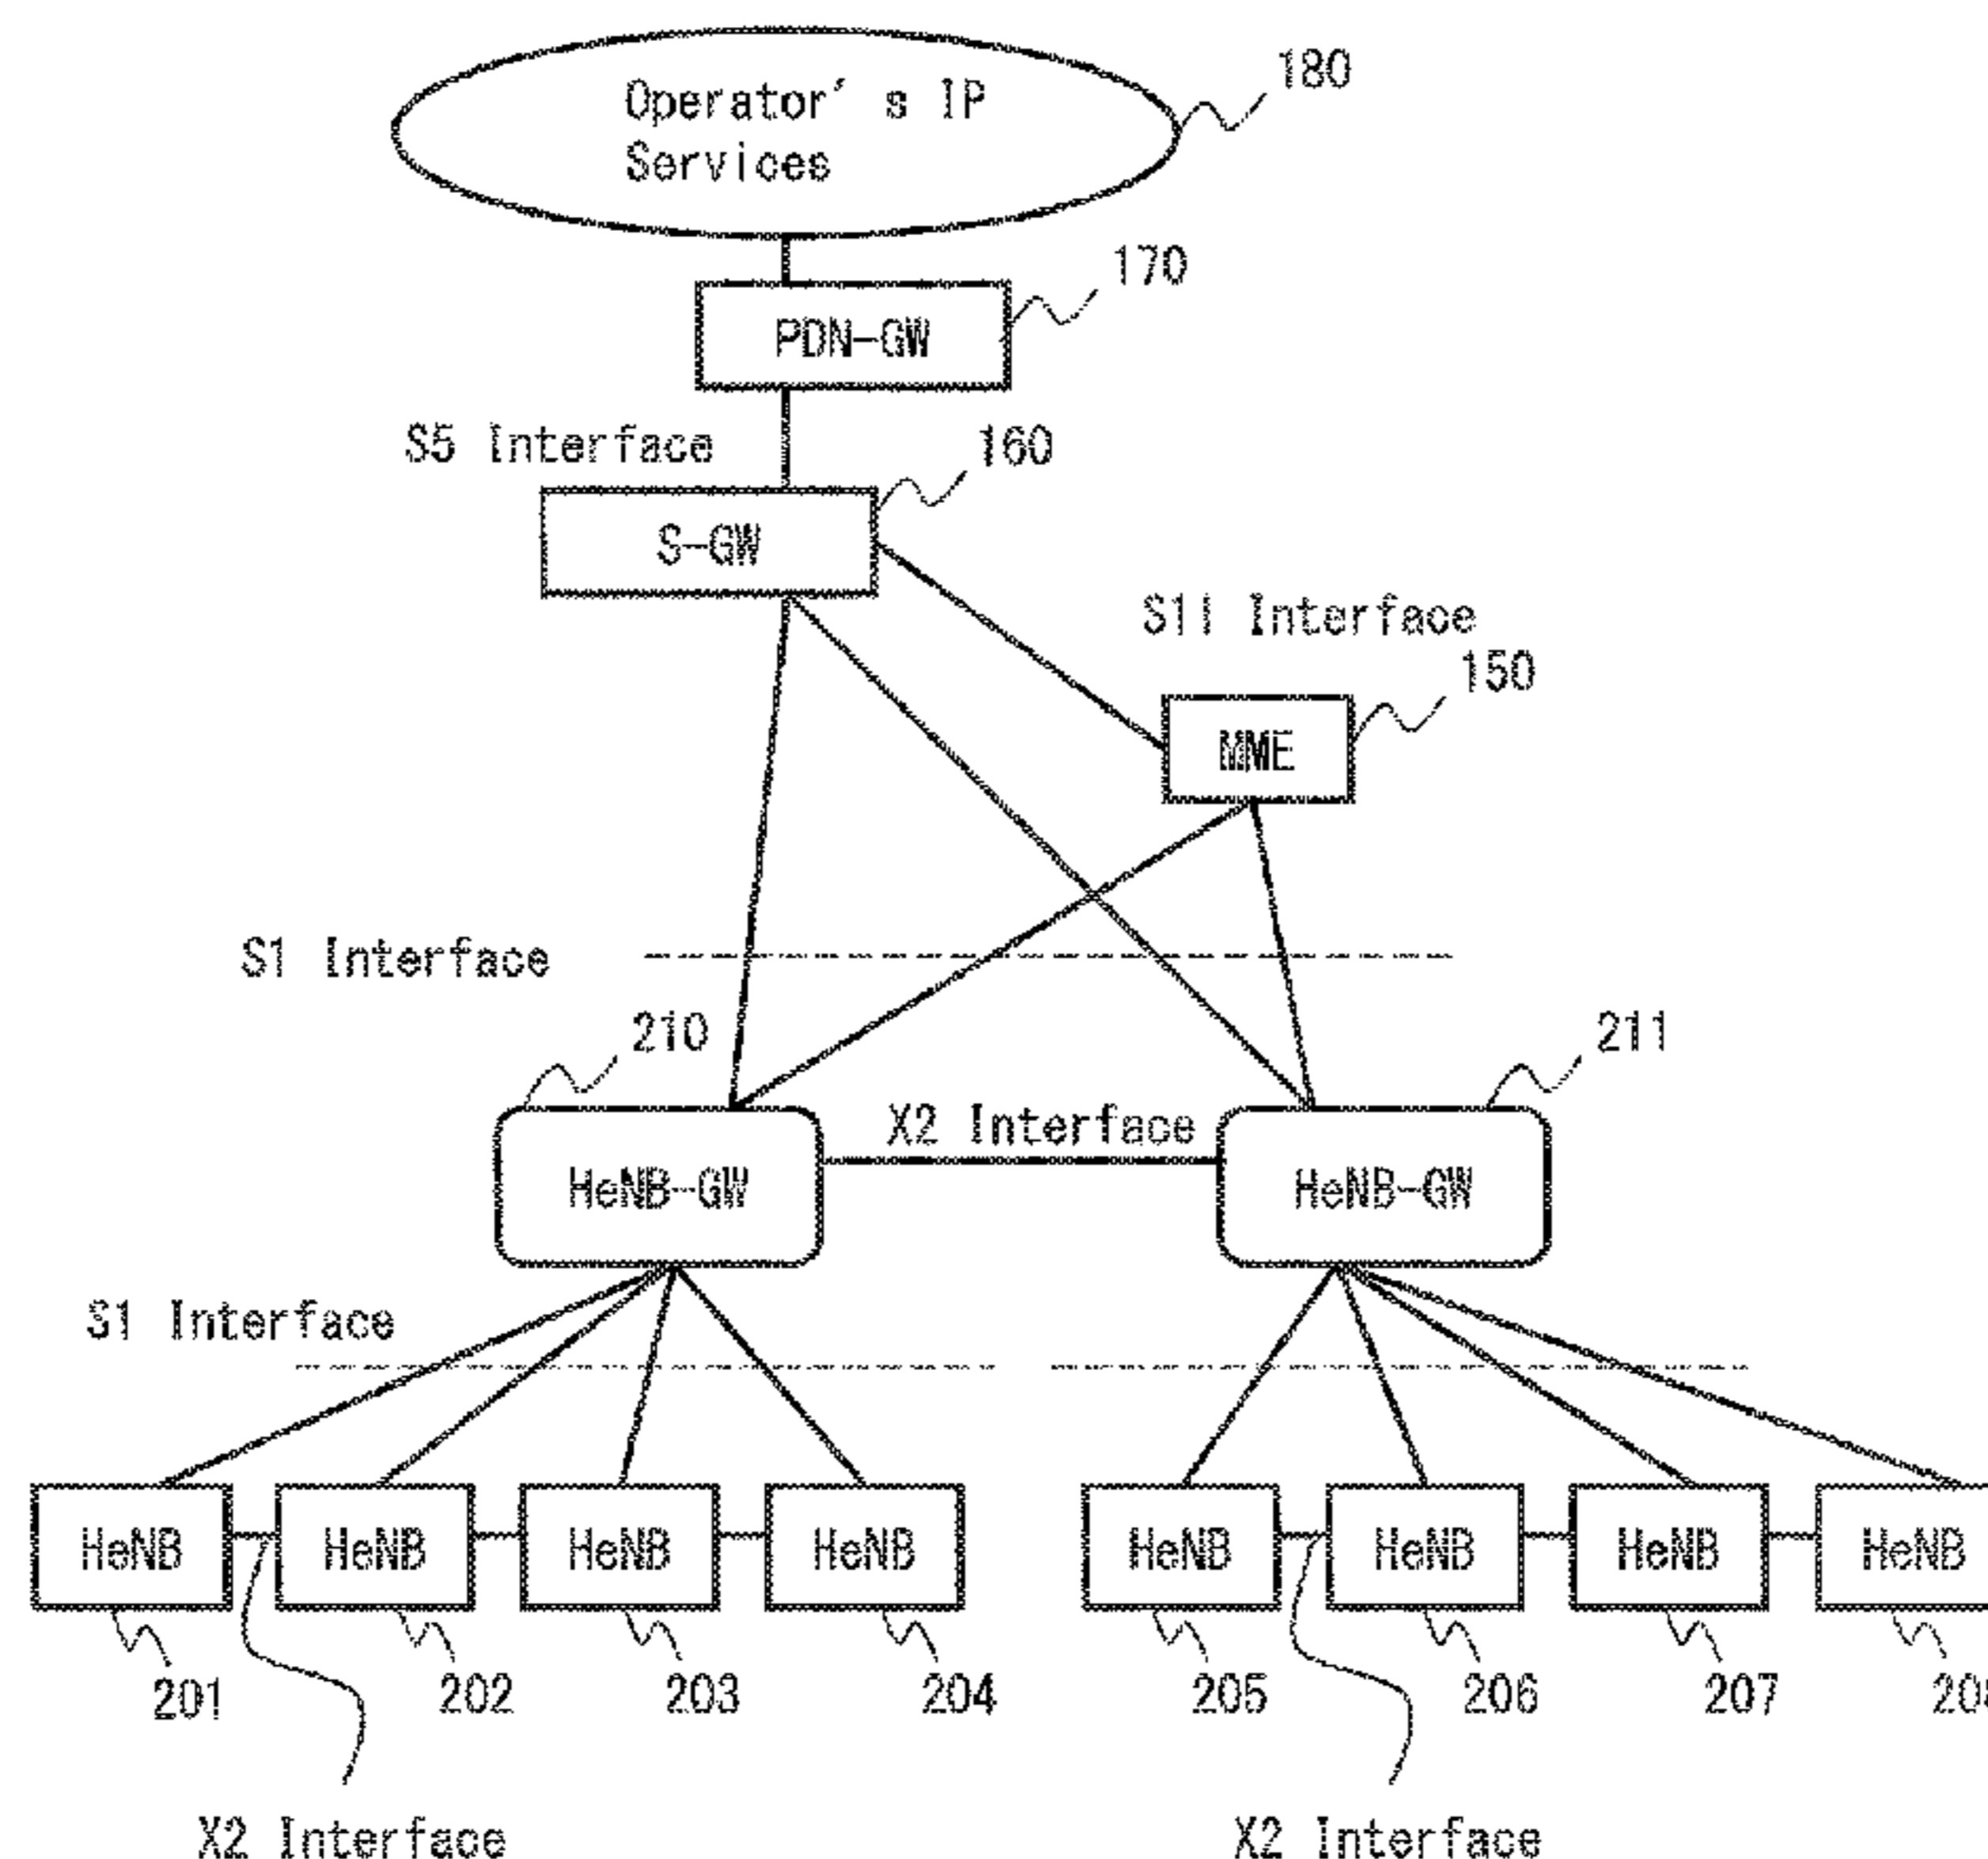 Operator's IP
Services
180
170
PDN-GW
S5 Interface
160
S-GW
S11 Interface
150
MME
S1 Interface
210
211
X2 Interface
HeNB-GW
HeNB-GW
S1 Interface
HeNB
HeNB
HeNB
HeNB
HeNB
HeNB
HeNB
HeNB
201
202
203
204
205
206
207
X2 Interface
X2 Interface